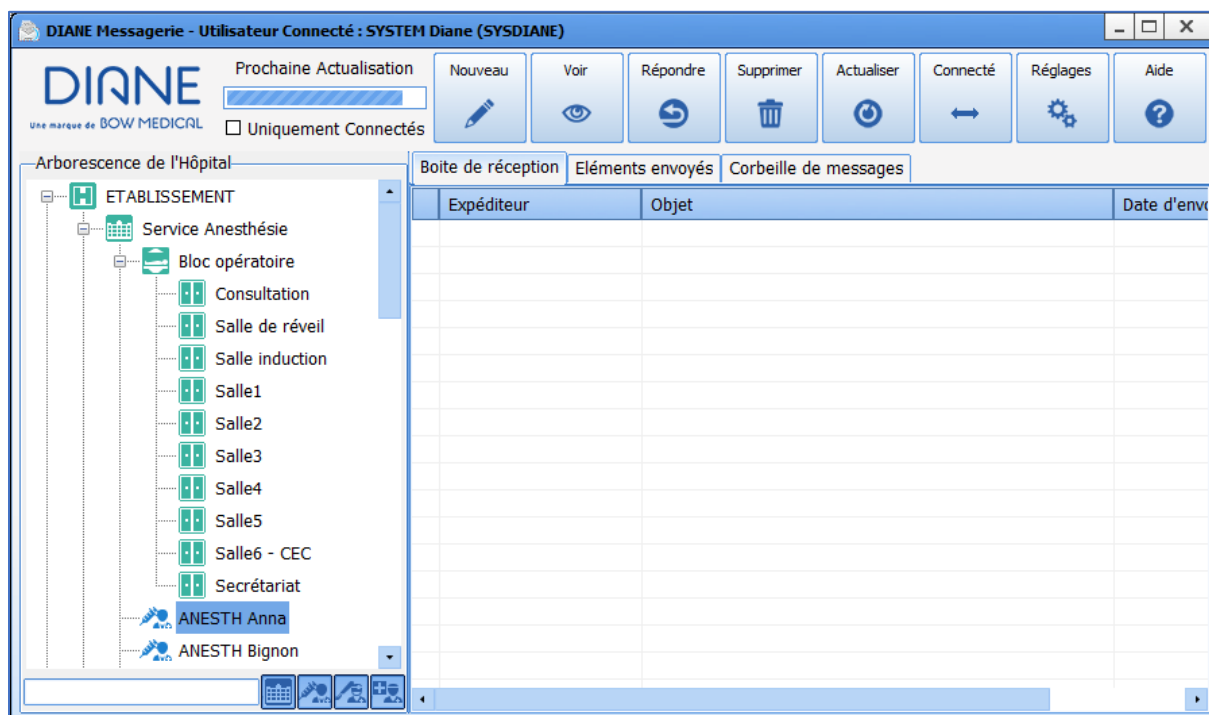 DIANE Messagerie - Utilisateur Connecté : SYSTEM Diane (SYSDIANE)
DIANE
Une marque de BOW MEDICAL
Prochaine Actualisation
Uniquement Connectés
Nouveau
Voir
Répondre
Supprimer
Actualiser
Connecté
Réglages
Aide
Arborescence de l'Hôpital
ETABLISSEMENT
Service Anesthésie
Bloc opératoire
Consultation
Salle de réveil
Salle induction
Salle1
Salle2
Salle3
Salle4
Salle5
Salle6 - CEC
Secrétariat
ANESTH Anna
ANESTH Bignon
Boite de réception
Eléments envoyés
Corbeille de messages
Expéditeur
Objet
Date d'envo